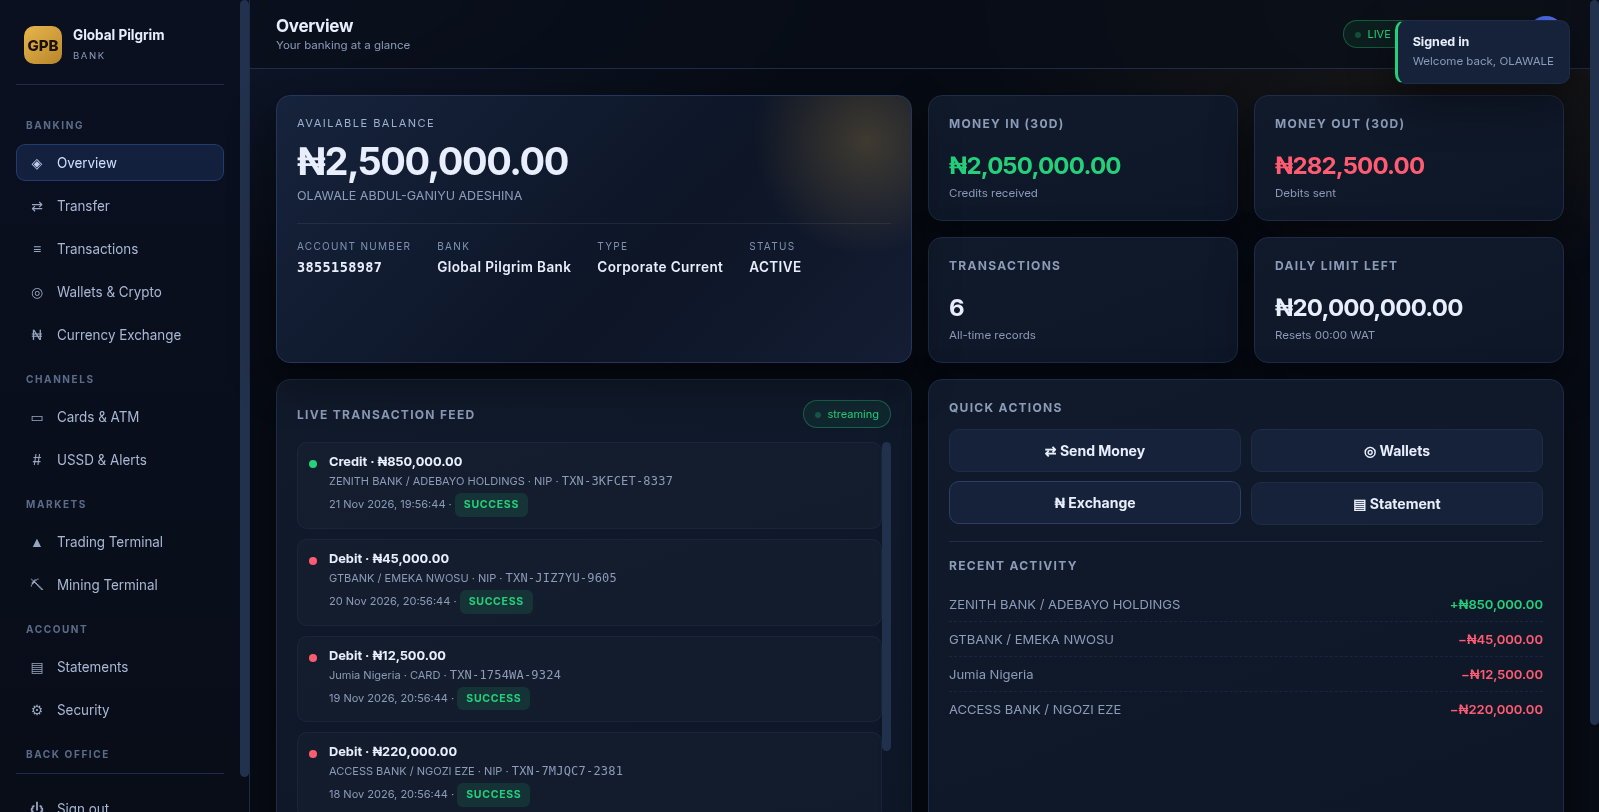 GPB
Global Pilgrim
BANK
BANKING
◈ Overview
⇄ Transfer
≡ Transactions
◎ Wallets & Crypto
₦ Currency Exchange
CHANNELS
▭ Cards & ATM
# USSD & Alerts
MARKETS
▲ Trading Terminal
⛏ Mining Terminal
ACCOUNT
▤ Statements
⚙ Security
BACK OFFICE
⏻ Sign out
Overview
Your banking at a glance
LIVE
Signed in
Welcome back, OLAWALE
AVAILABLE BALANCE
₦2,500,000.00
OLAWALE ABDUL-GANIYU ADESHINA
ACCOUNT NUMBER
3855158987
BANK
Global Pilgrim Bank
TYPE
Corporate Current
STATUS
ACTIVE
MONEY IN (30D)
₦2,050,000.00
Credits received
MONEY OUT (30D)
₦282,500.00
Debits sent
TRANSACTIONS
6
All-time records
DAILY LIMIT LEFT
₦20,000,000.00
Resets 00:00 WAT
LIVE TRANSACTION FEED
streaming
Credit · ₦850,000.00
ZENITH BANK / ADEBAYO HOLDINGS · NIP · TXN-3KFCET-8337
21 Nov 2026, 19:56:44 · SUCCESS
Debit · ₦45,000.00
GTBANK / EMEKA NWOSU · NIP · TXN-JIZ7YU-9605
20 Nov 2026, 20:56:44 · SUCCESS
Debit · ₦12,500.00
Jumia Nigeria · CARD · TXN-1754WA-9324
19 Nov 2026, 20:56:44 · SUCCESS
Debit · ₦220,000.00
ACCESS BANK / NGOZI EZE · NIP · TXN-7MJQC7-2381
18 Nov 2026, 20:56:44 · SUCCESS
QUICK ACTIONS
⇄ Send Money
◎ Wallets
₦ Exchange
▤ Statement
RECENT ACTIVITY
ZENITH BANK / ADEBAYO HOLDINGS +₦850,000.00
GTBANK / EMEKA NWOSU −₦45,000.00
Jumia Nigeria −₦12,500.00
ACCESS BANK / NGOZI EZE −₦220,000.00